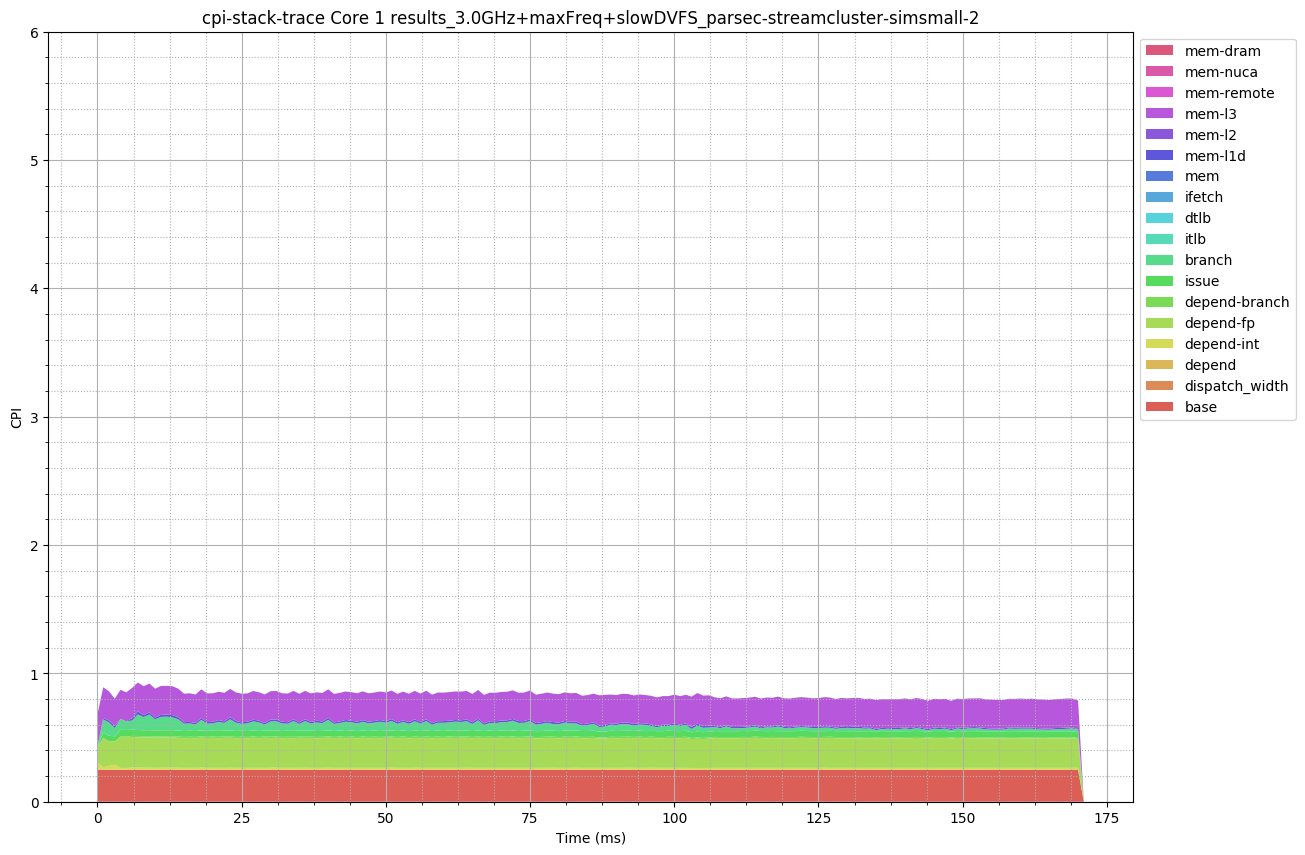 cpi-stack-trace Core 1 results_3.0GHz+maxFreq+slowDVFS_parsec-streamcluster-simsmall-2
6
5
4
3
2
1
0
CPI
0 25 50 75 100 125 150 175
Time (ms)
mem-dram
mem-nuca
mem-remote
mem-l3
mem-l2
mem-l1d
mem
ifetch
dtlb
itlb
branch
issue
depend-branch
depend-fp
depend-int
depend
dispatch_width
base